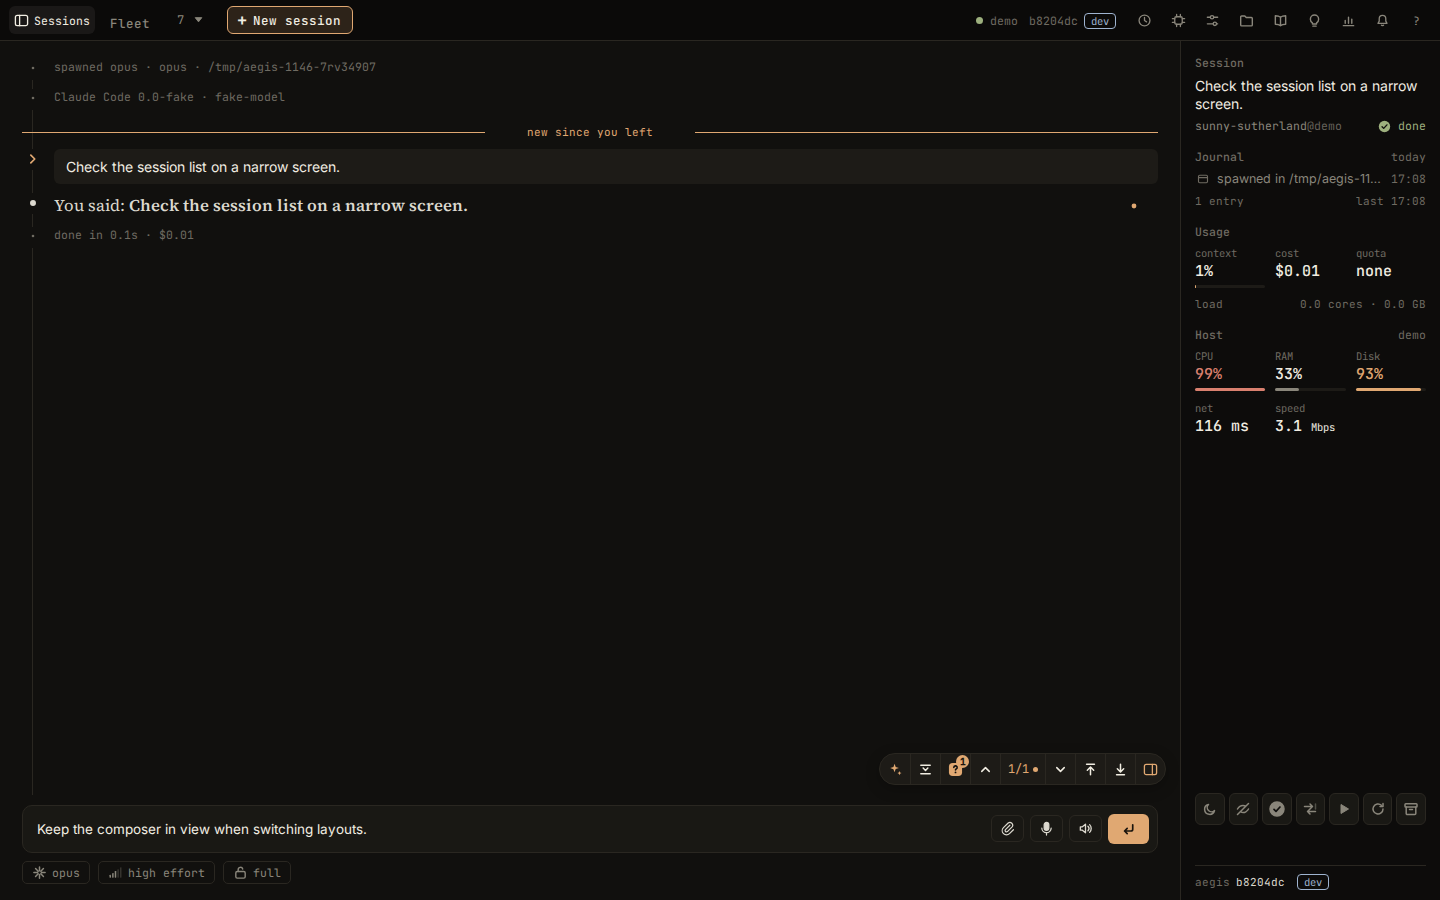 Sessions Fleet 7 + New session demo b8204dc dev ?
spawned opus · opus · /tmp/aegis-1146-7rv34907
Claude Code 0.0-fake · fake-model
new since you left
Check the session list on a narrow screen.
You said: Check the session list on a narrow screen.
done in 0.1s · $0.01
? 1 1/1
Keep the composer in view when switching layouts.
opus high effort full
Session
Check the session list on a narrow
screen.
sunny-sutherland@demo done
Journal today
spawned in /tmp/aegis-11… 17:08
1 entry last 17:08
Usage
context cost quota
1% $0.01 none
load 0.0 cores · 0.0 GB
Host demo
CPU RAM Disk
99% 33% 93%
net speed
116 ms 3.1 Mbps
aegis b8204dc dev